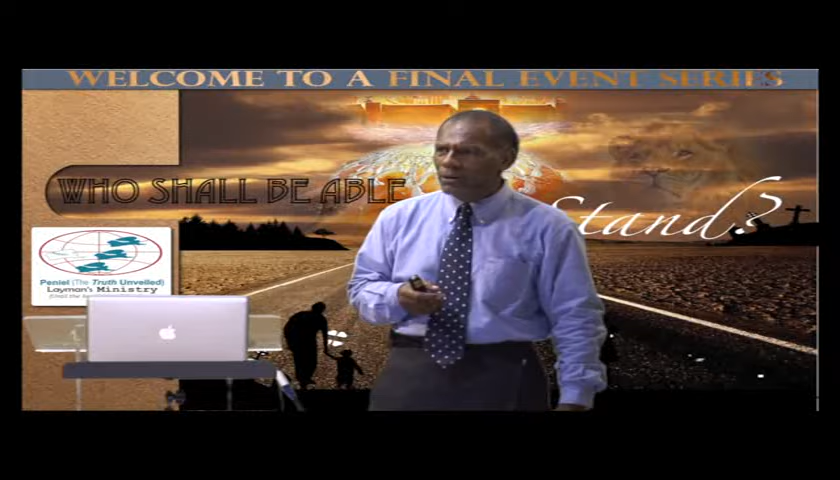 WELCOME TO A FINAL EVENT SERIES
WHO SHALL BE ABLE
Stand?
Peniel (The Truth Unveiled)
Layman's Ministry